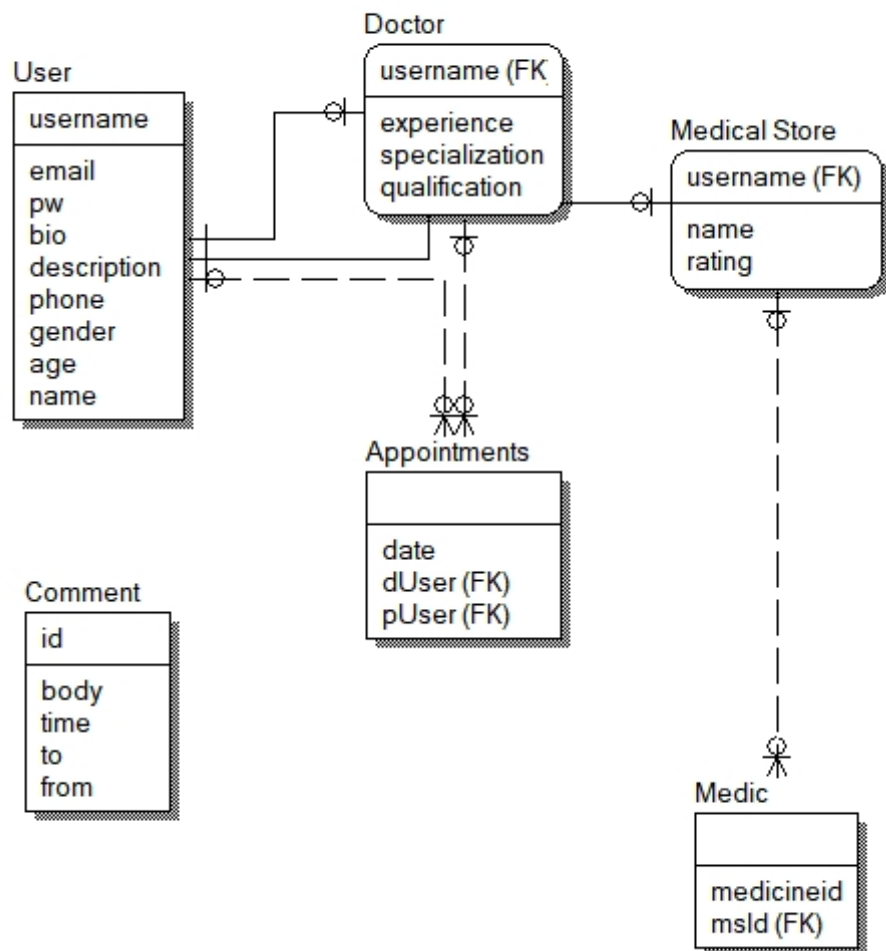 Doctor
username (FK)
experience
specialization
qualification
User
username
email
pw
bio
description
phone
gender
age
name
Medical Store
username (FK)
name
rating
Appointments
date
dUser (FK)
pUser (FK)
Comment
id
body
time
to
from
Medic
medicineid
msId (FK)